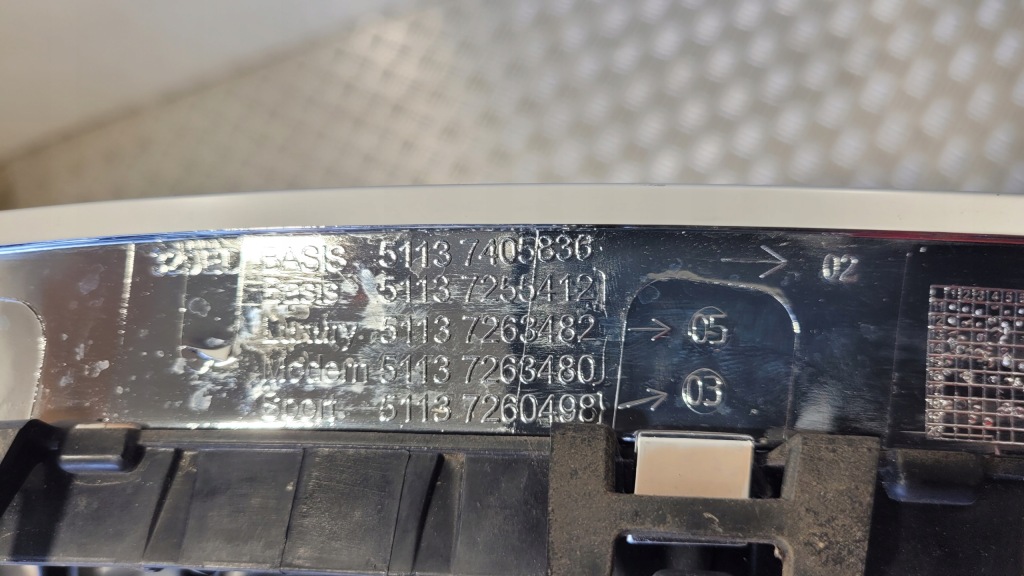 BASIS 5113 7405836 → 02
Basis 5113 7255412
Luxury 5113 7263482 → 05
Modern 5113 7263480
Sport 5113 7260498 → 03